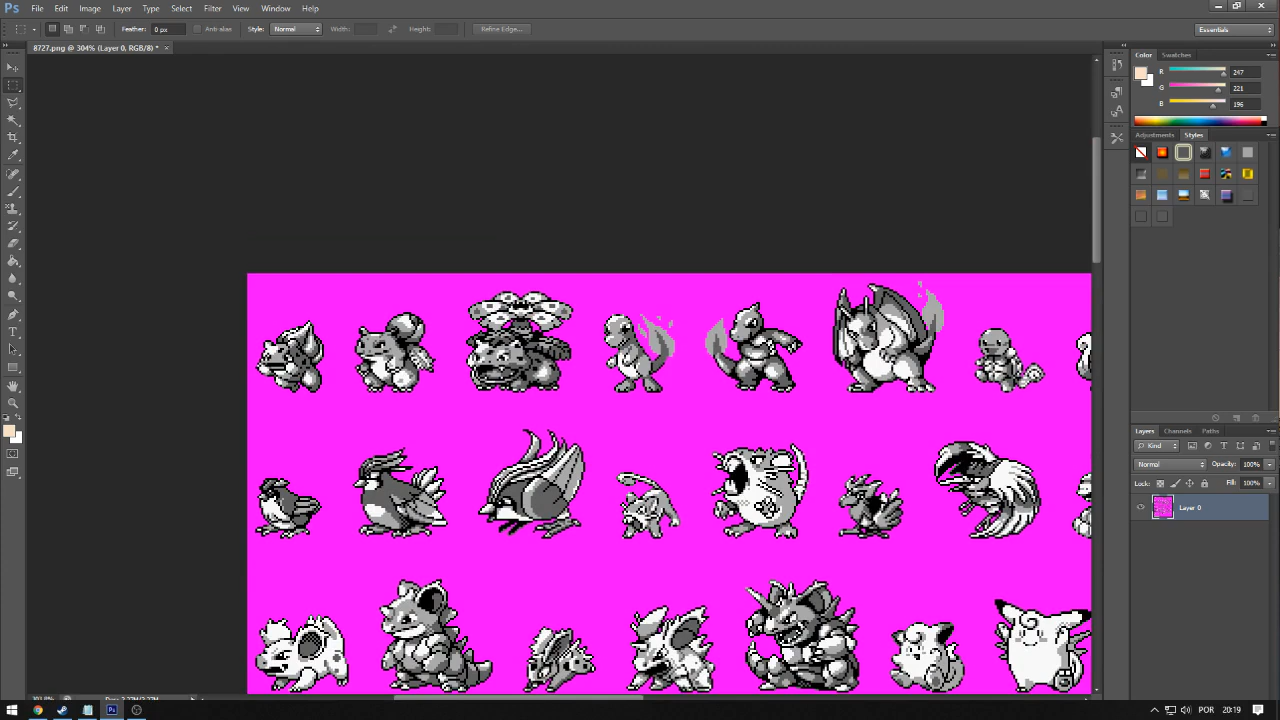 Ps File Edit Image Layer Type Select Filter View Window Help
Feather: 0 px Anti-alias Style: Normal Width: Height: Refine Edge... Essentials
8727.png @ 304% (Layer 0, RGB/8) * ×
Color Swatches
R 247
G 221
B 196
Adjustments Styles
Layers Channels Paths
Kind
Normal Opacity: 100%
Lock: Fill: 100%
Layer 0
Ps POR 20:19